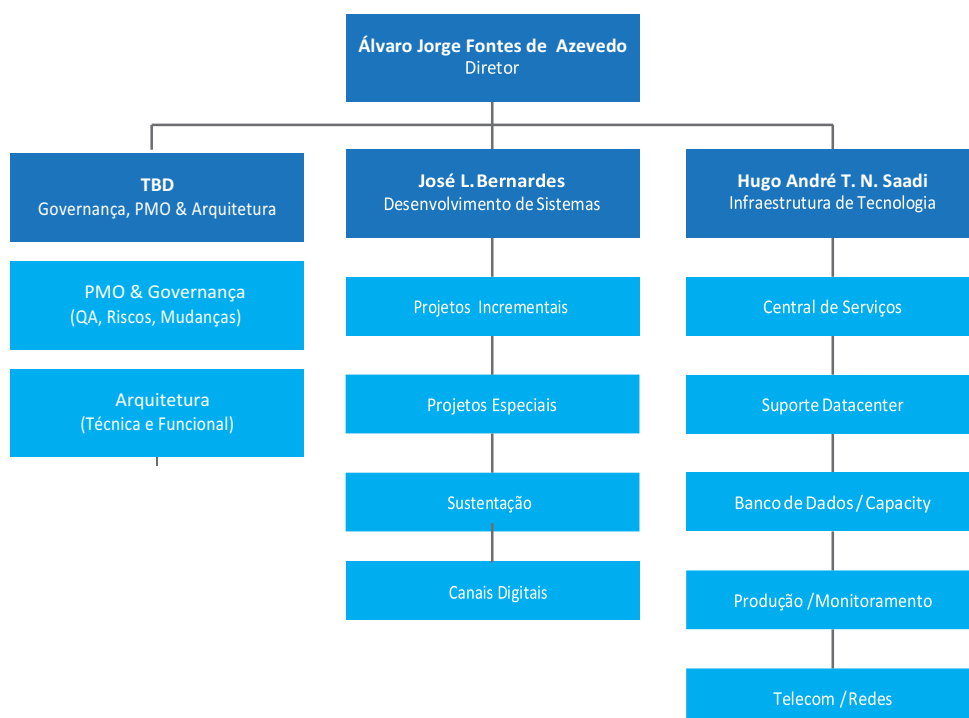 Álvaro Jorge Fontes de Azevedo
Diretor
TBD
Governança, PMO & Arquitetura
PMO & Governança
(QA, Riscos, Mudanças)
Arquitetura
(Técnica e Funcional)
José L. Bernardes
Desenvolvimento de Sistemas
Projetos Incrementais
Projetos Especiais
Sustentação
Canais Digitais
Hugo André T. N. Saadi
Infraestrutura de Tecnologia
Central de Serviços
Suporte Datacenter
Banco de Dados / Capacity
Produção /Monitoramento
Telecom / Redes